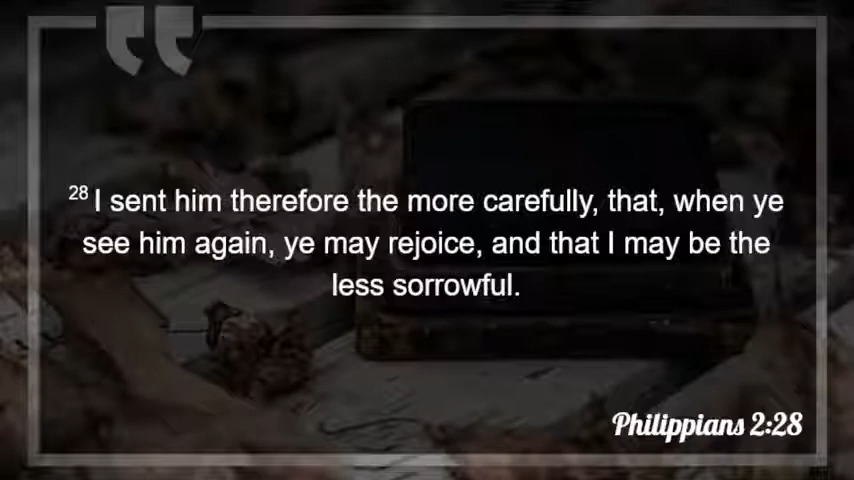 28 I sent him therefore the more carefully, that, when ye
see him again, ye may rejoice, and that I may be the
less sorrowful.
Philippians 2:28